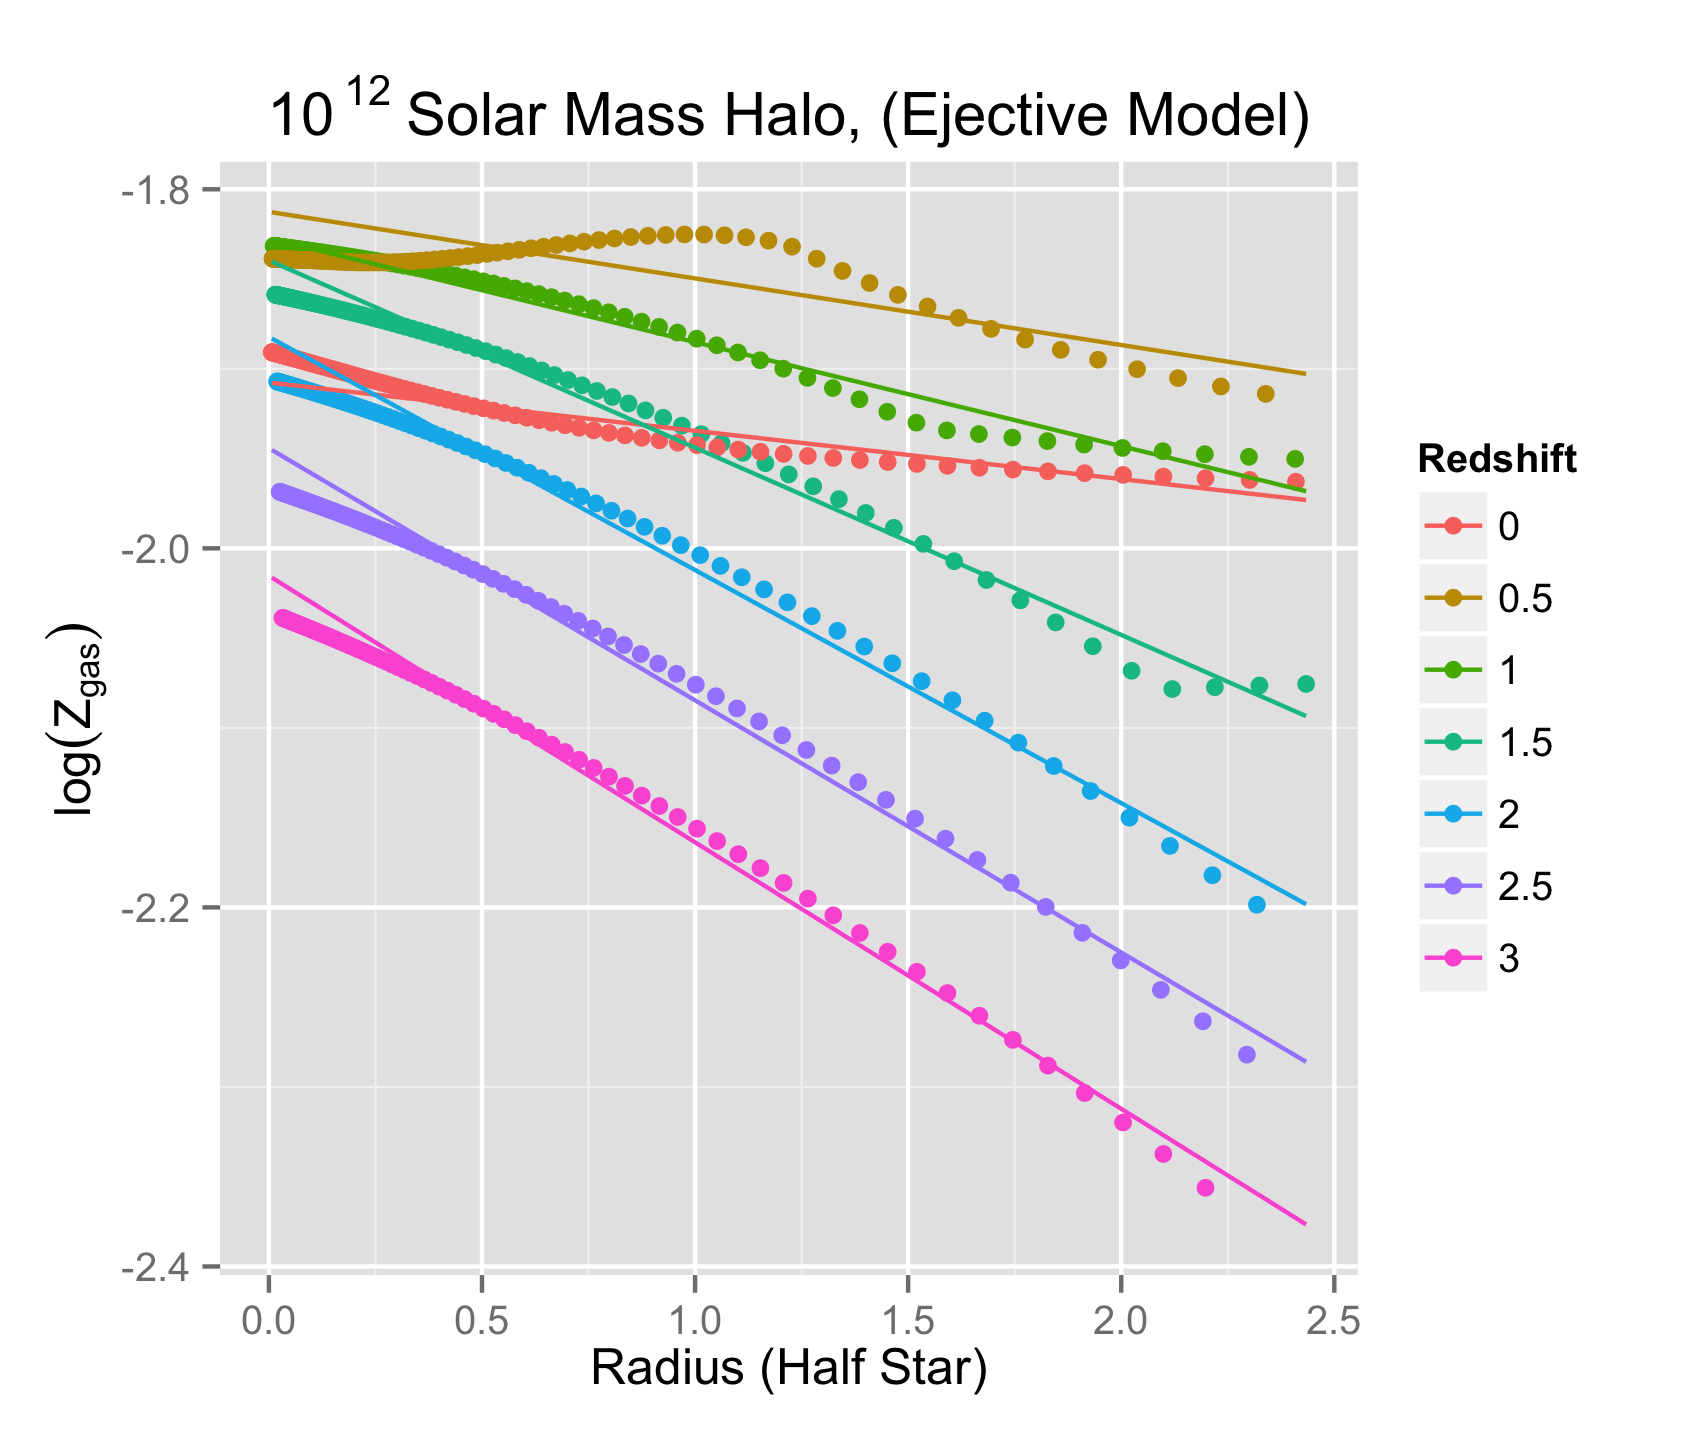 10^12 Solar Mass Halo, (Ejective Model)
-1.8
-2.0
-2.2
-2.4
log(Z_gas)
0.0 0.5 1.0 1.5 2.0 2.5
Radius (Half Star)
Redshift
0
0.5
1
1.5
2
2.5
3